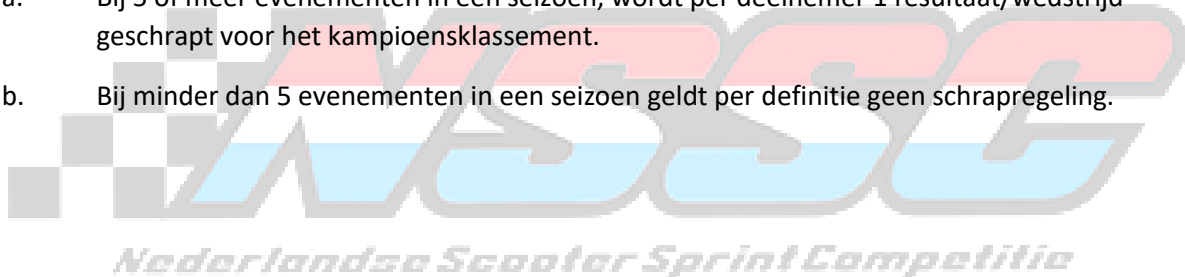 a. Bij 5 of meer evenementen in een seizoen, wordt per deelnemer 1 resultaat/wedstrijd
geschrapt voor het kampioensklassement.
b. Bij minder dan 5 evenementen in een seizoen geldt per definitie geen schrapregeling.
NSSC
Nederlandse Scooter Sprint Competitie